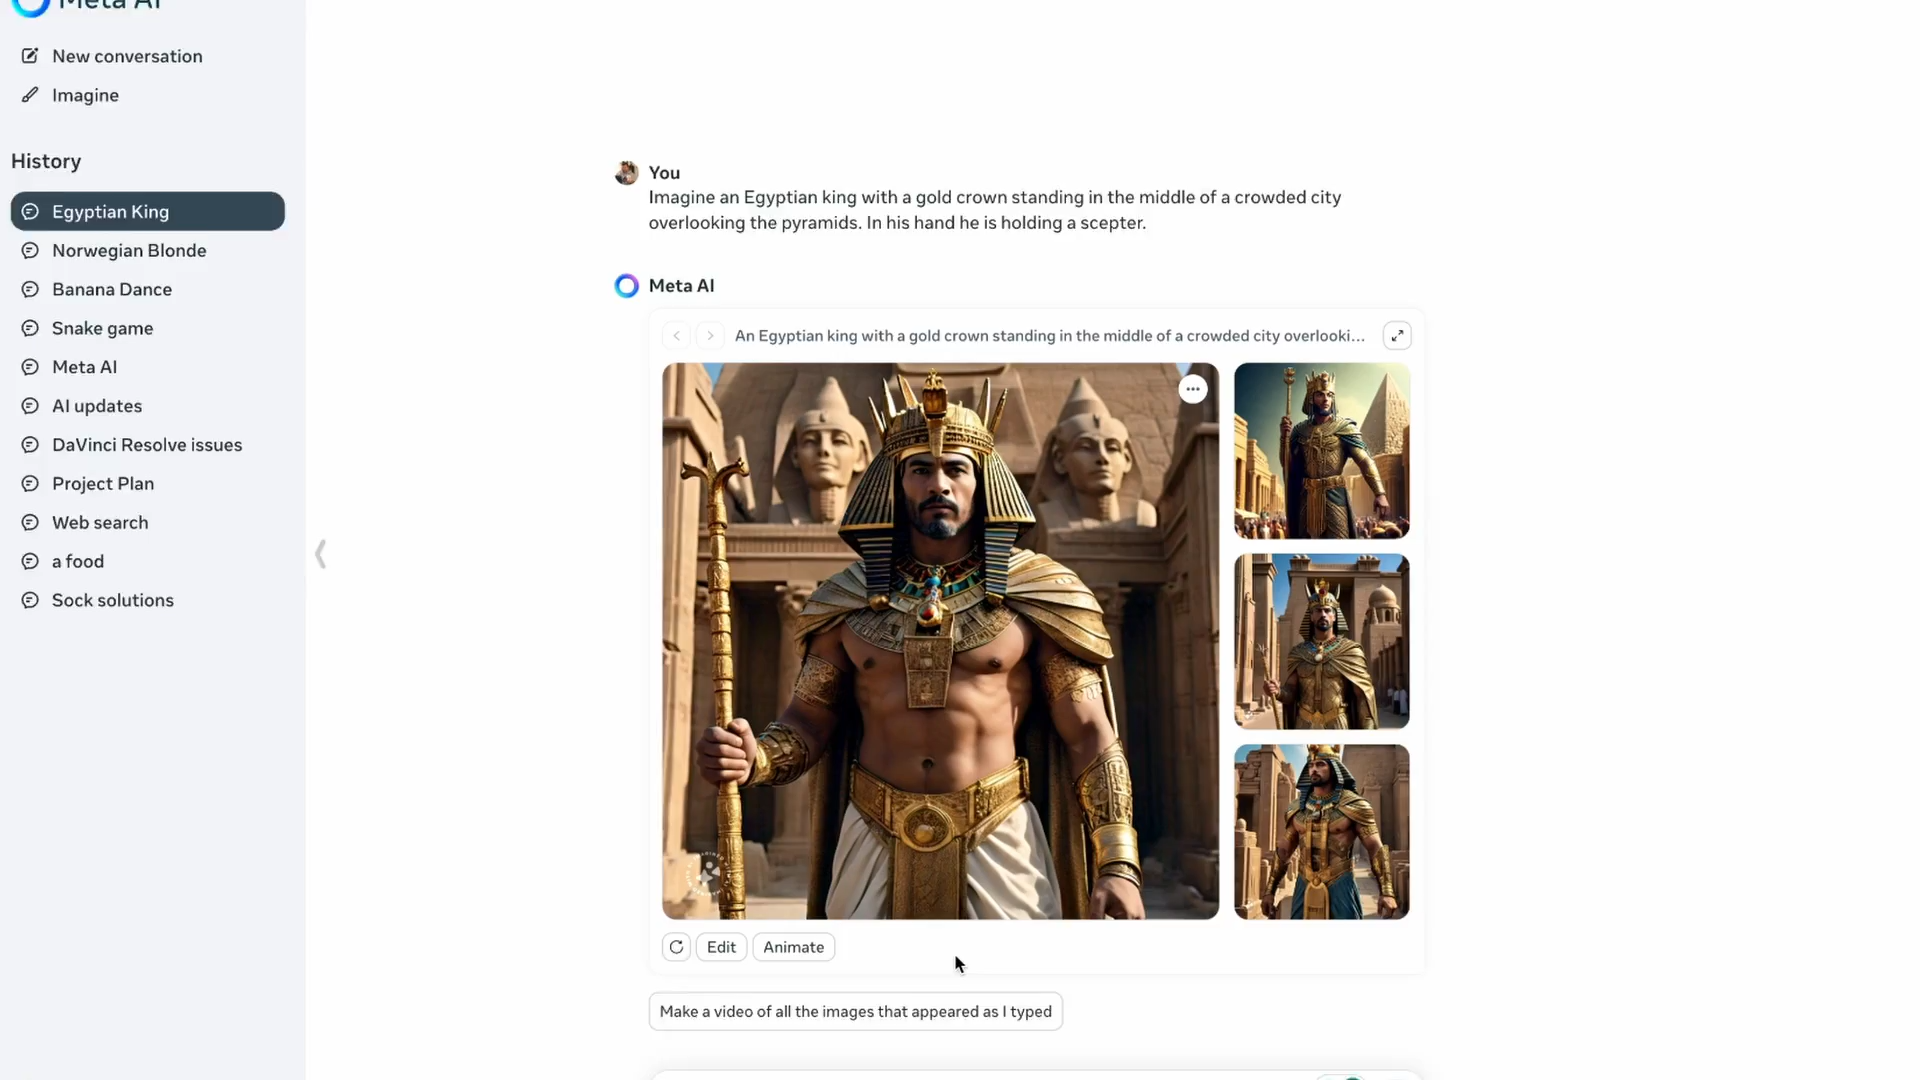 Meta AI
New conversation
Imagine
History
Egyptian King
Norwegian Blonde
Banana Dance
Snake game
Meta AI
AI updates
DaVinci Resolve issues
Project Plan
Web search
a food
Sock solutions
You
Imagine an Egyptian king with a gold crown standing in the middle of a crowded city
overlooking the pyramids. In his hand he is holding a scepter.
Meta AI
An Egyptian king with a gold crown standing in the middle of a crowded city overlooki...
Edit
Animate
Make a video of all the images that appeared as I typed